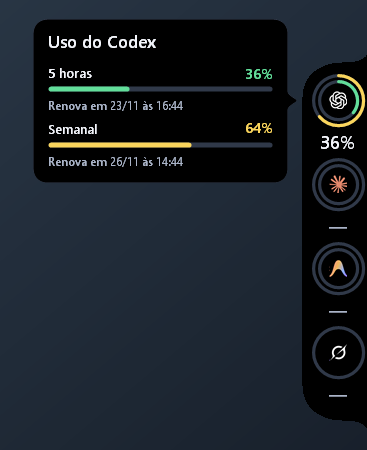 Uso do Codex
5 horas 36%
Renova em 23/11 às 16:44
Semanal 64%
Renova em 26/11 às 14:44
36%